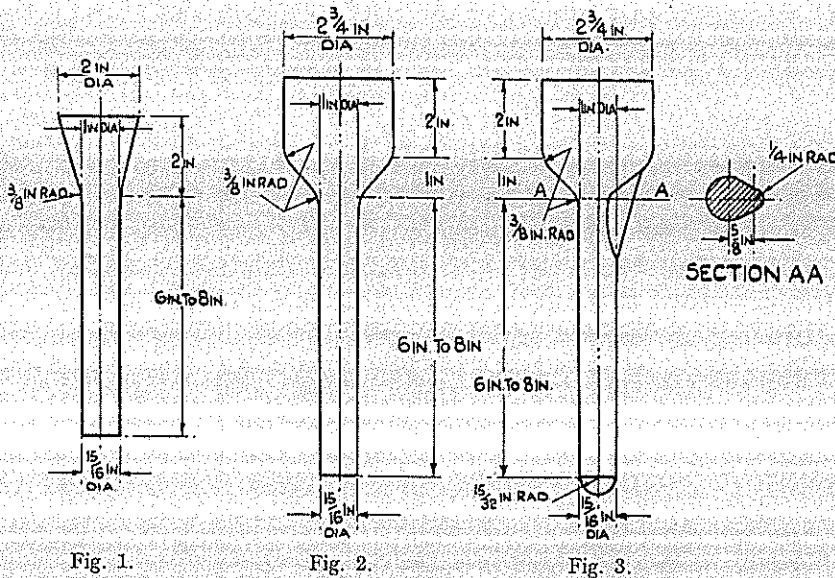 2 IN
DIA
1 IN DIA
2 IN
3/8 IN RAD
6 IN TO 8 IN.
15/16 IN
DIA
Fig. 1.
2 3/4 IN
DIA
1 IN DIA
2 IN
3/8 IN RAD
1 IN
6 IN. TO 8 IN
15/16 IN
DIA
Fig. 2.
2 3/4 IN.
DIA.
1 IN DIA
2 IN
1 IN
A A
3/8 IN. RAD
6 IN TO 8 IN.
15/32 IN RAD
15/16 IN
DIA
Fig. 3.
1/4 IN RAD
5/8 IN
SECTION AA